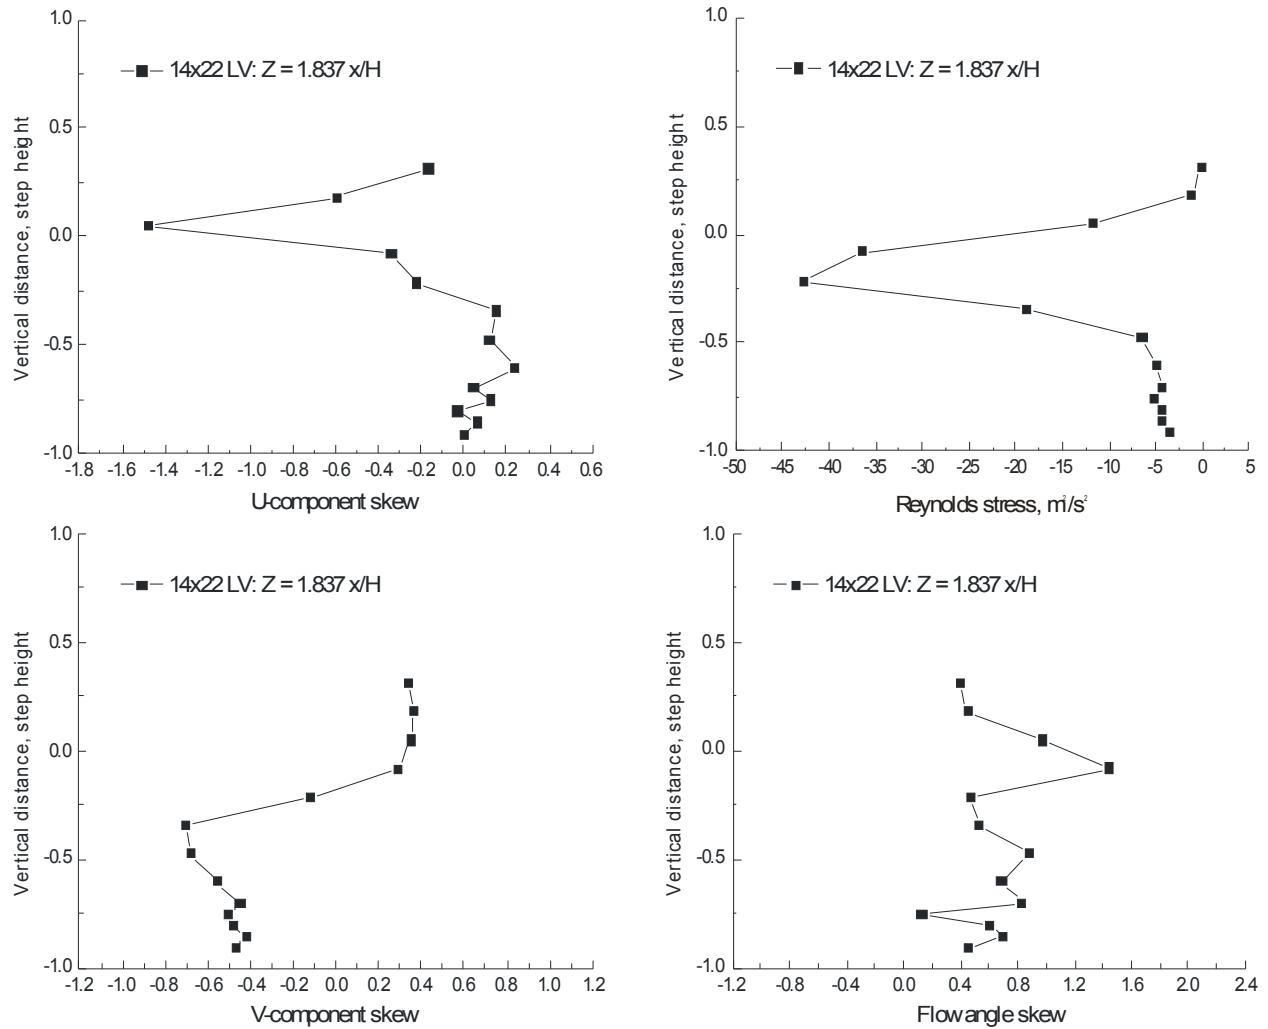 1.0
14x22 LV: Z = 1.837 x/H
0.5
0.0
-0.5
-1.0
Vertical distance, step height
-1.8 -1.6 -1.4 -1.2 -1.0 -0.8 -0.6 -0.4 -0.2 0.0 0.2 0.4 0.6
U-component skew
1.0
14x22 LV: Z = 1.837 x/H
0.5
0.0
-0.5
-1.0
Vertical distance, step height
-50 -45 -40 -35 -30 -25 -20 -15 -10 -5 0 5
Reynolds stress, m²/s²
1.0
14x22 LV: Z = 1.837 x/H
0.5
0.0
-0.5
-1.0
Vertical distance, step height
-1.2 -1.0 -0.8 -0.6 -0.4 -0.2 0.0 0.2 0.4 0.6 0.8 1.0 1.2
V-component skew
1.0
14x22 LV: Z = 1.837 x/H
0.5
0.0
-0.5
-1.0
Vertical distance, step height
-1.2 -0.8 -0.4 0.0 0.4 0.8 1.2 1.6 2.0 2.4
Flow angle skew